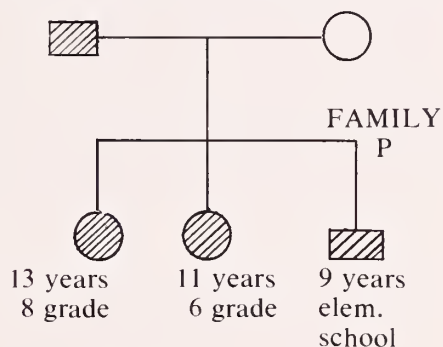 FAMILY
P
13 years
8 grade
11 years
6 grade
9 years
elem.
school